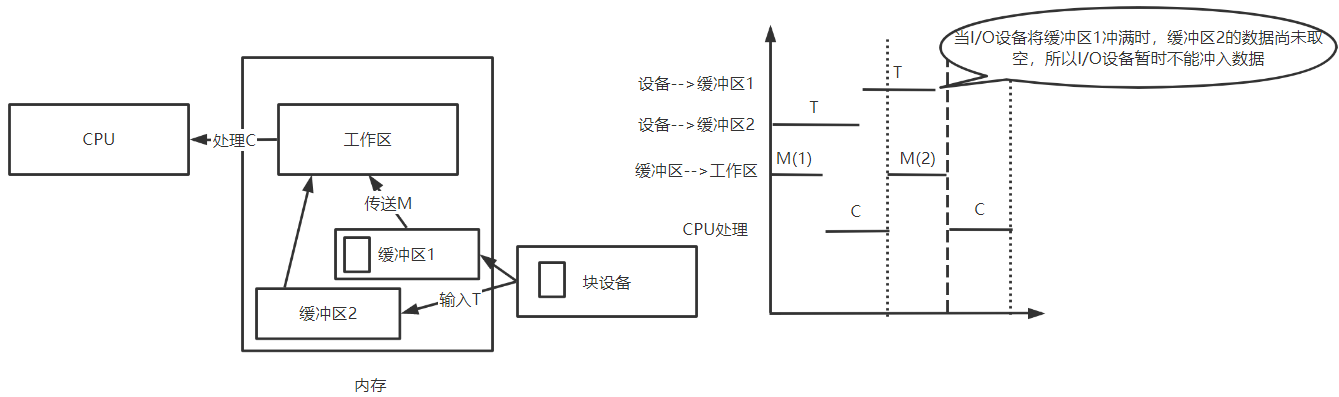 CPU
处理C
工作区
传送M
缓冲区1
缓冲区2
输入T
块设备
内存
当I/O设备将缓冲区1冲满时，缓冲区2的数据尚未取
空，所以I/O设备暂时不能冲入数据
设备-->缓冲区1
T
设备-->缓冲区2
T
缓冲区-->工作区
M(1)
M(2)
CPU处理
C
C